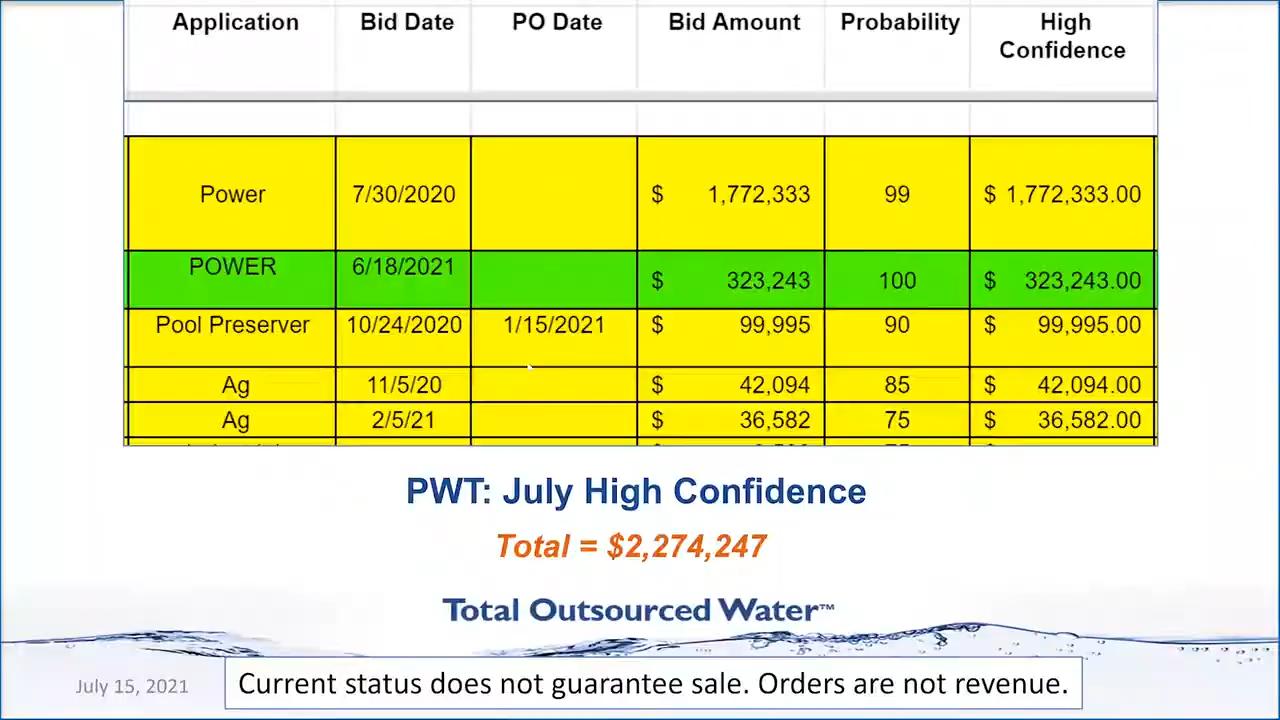 Application Bid Date PO Date Bid Amount Probability High Confidence
Power 7/30/2020 $ 1,772,333 99 $ 1,772,333.00
POWER 6/18/2021 $ 323,243 100 $ 323,243.00
Pool Preserver 10/24/2020 1/15/2021 $ 99,995 90 $ 99,995.00
Ag 11/5/20 $ 42,094 85 $ 42,094.00
Ag 2/5/21 $ 36,582 75 $ 36,582.00
PWT: July High Confidence
Total = $2,274,247
Total Outsourced Water™
July 15, 2021
Current status does not guarantee sale. Orders are not revenue.